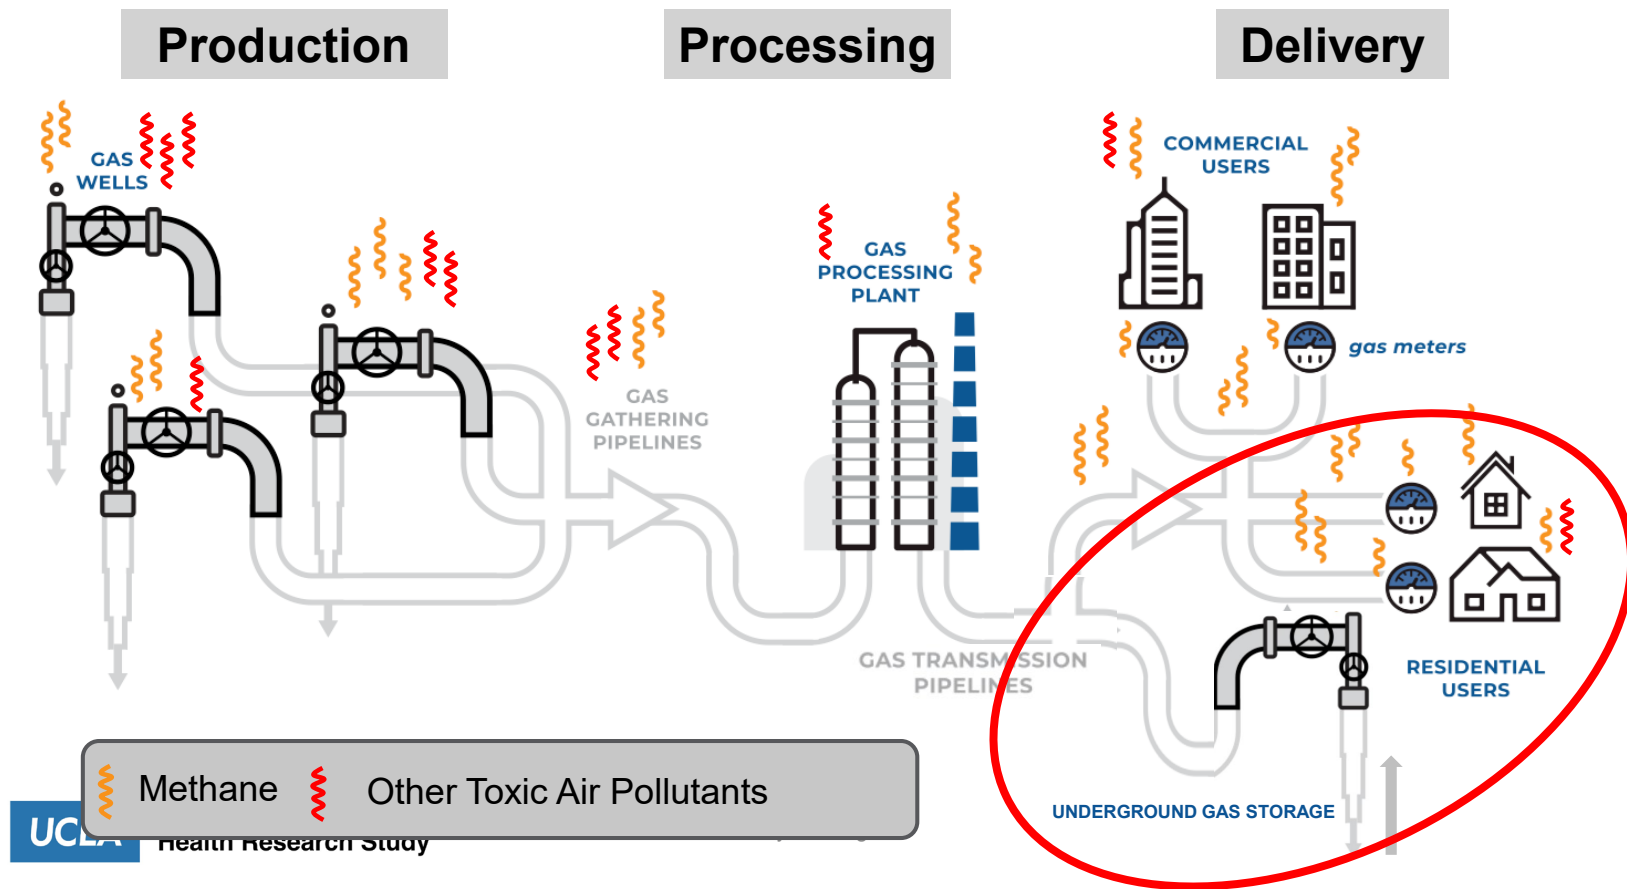 Production
Processing
Delivery
GAS
WELLS
GAS
GATHERING
PIPELINES
GAS
PROCESSING
PLANT
GAS TRANSMISSION
PIPELINES
COMMERCIAL
USERS
gas meters
RESIDENTIAL
USERS
UNDERGROUND GAS STORAGE
Methane
Other Toxic Air Pollutants
UCLA
Health Research Study